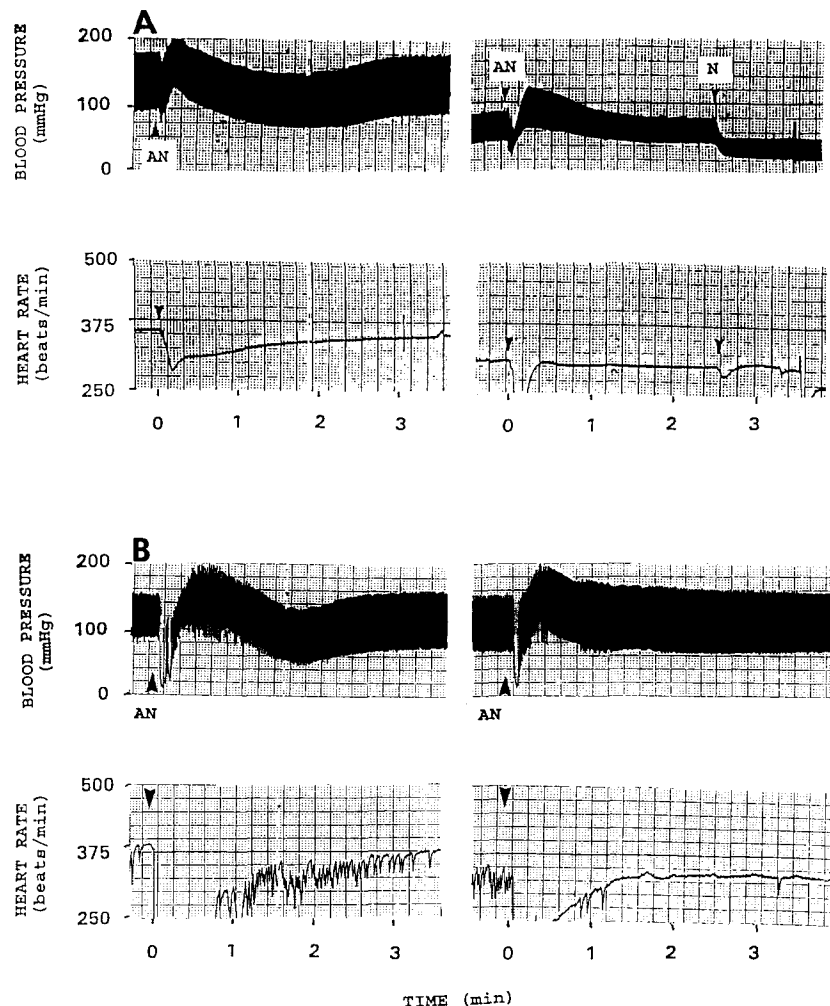 A
BLOOD PRESSURE
(mmHg)
200
100
0
AN
AN
N
HEART RATE
(beats/min)
500
375
250
0 1 2 3
0 1 2 3
B
BLOOD PRESSURE
(mmHg)
200
100
0
AN
AN
HEART RATE
(beats/min)
500
375
250
0 1 2 3
0 1 2 3
TIME (min)